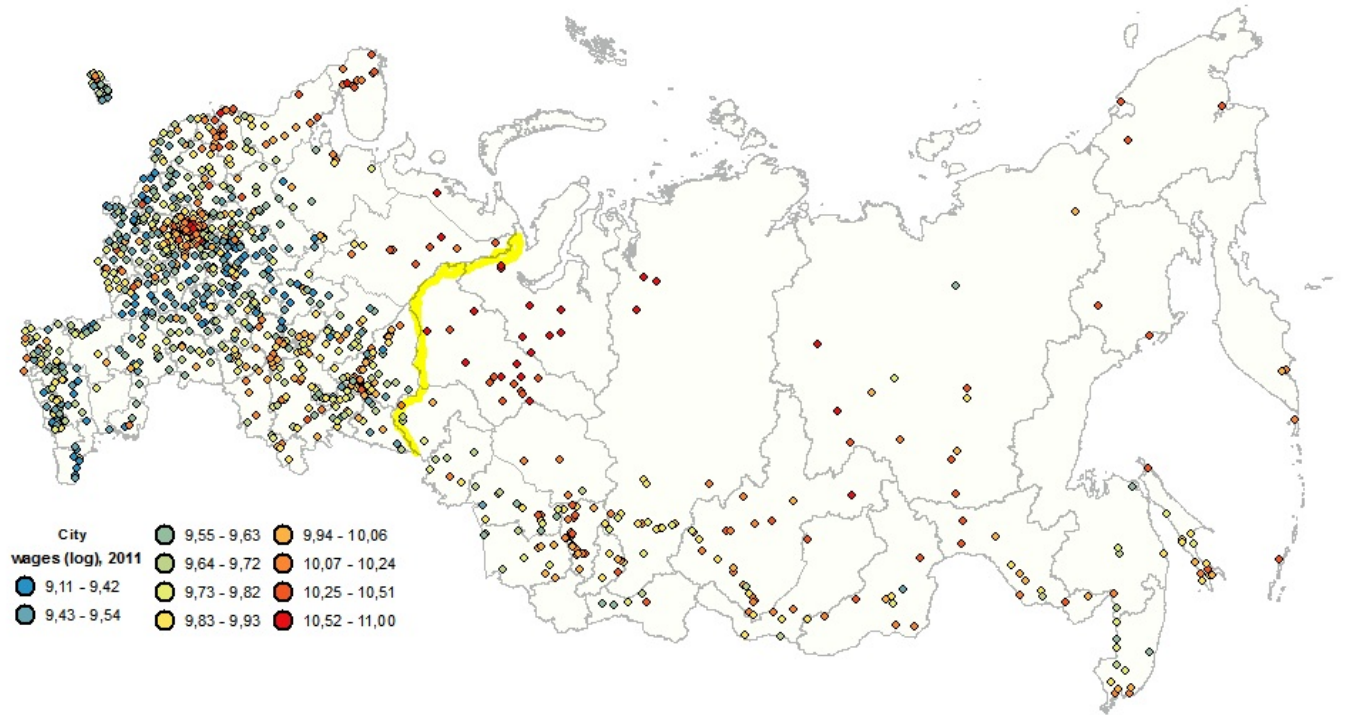 City
wages (log), 2011
9,11 - 9,42
9,43 - 9,54
9,55 - 9,63
9,64 - 9,72
9,73 - 9,82
9,83 - 9,93
9,94 - 10,06
10,07 - 10,24
10,25 - 10,51
10,52 - 11,00